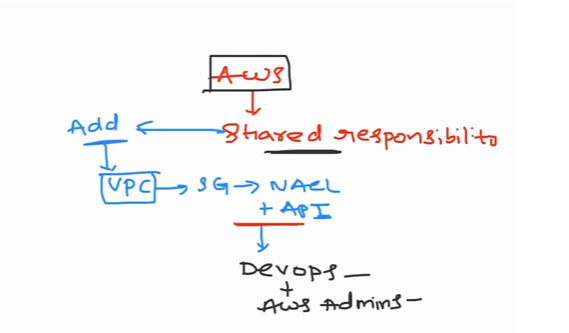 AWS
Add
Shared responsibility
VPC → SG → NACL
+ API
Devops
+
AWS Admins